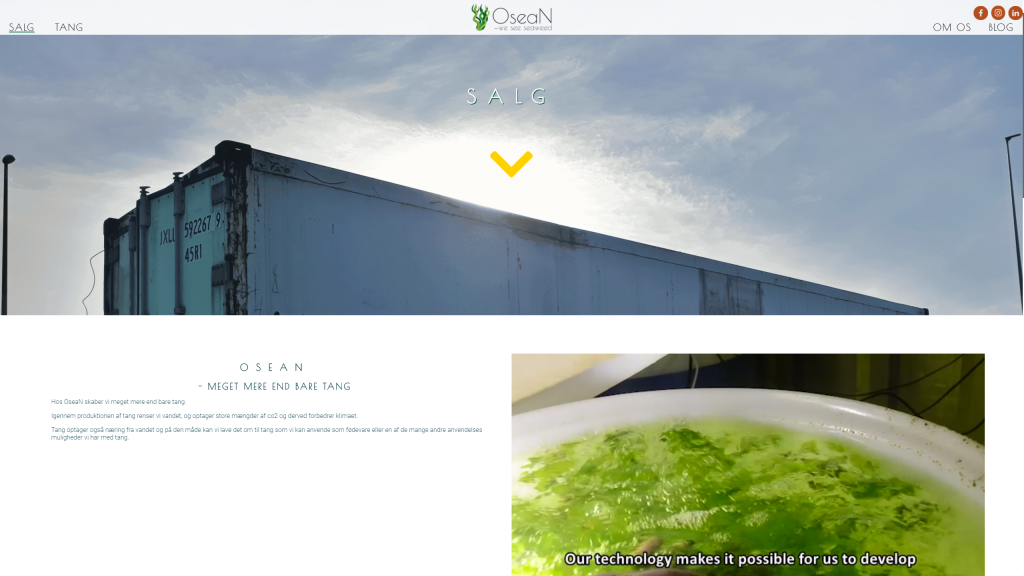 OseaN
-we see seaweed
SALG
TANG
OM OS
BLOG
SALG
JXLU 592267 9
45R1
OSEAN
- MEGET MERE END BARE TANG
Hos OseaN skaber vi meget mere end bare tang.
Igennem produktionen af tang renser vi vandet, og optager store mængder af co2 og derved forbedrer klimaet.
Tang optager også næring fra vandet og på den måde kan vi lave det om til tang som vi kan anvende som fødevare eller en af de mange andre anvendelses
muligheder vi har med tang.
Our technology makes it possible for us to develop